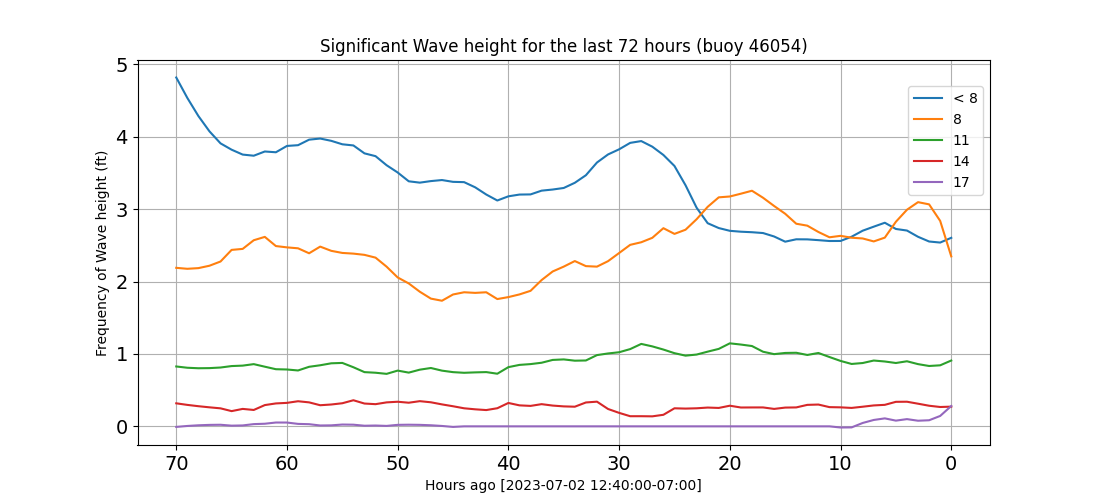 Significant Wave height for the last 72 hours (buoy 46054)
Frequency of Wave height (ft)
5
4
3
2
1
0
< 8
8
11
14
17
70 60 50 40 30 20 10 0
Hours ago [2023-07-02 12:40:00-07:00]